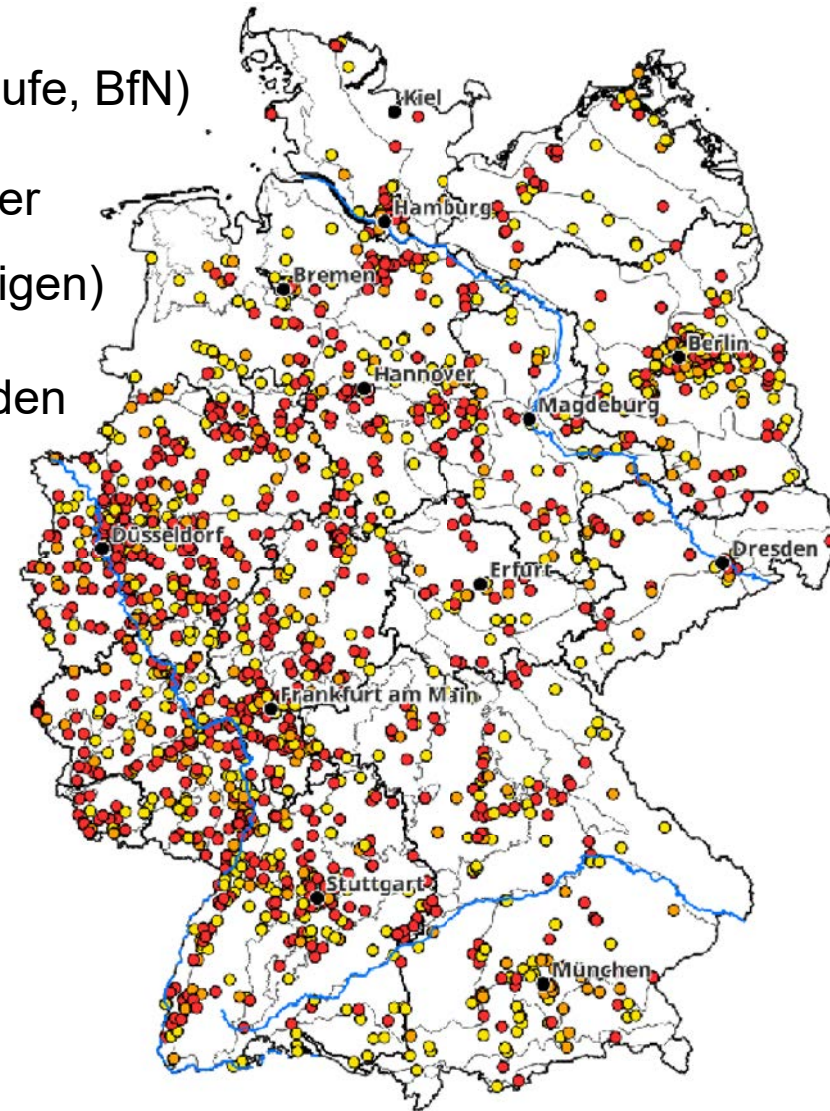 ufe, BfN)
Kiel
er
Hamburg
igen)
Bremen
Berlin
Hannover
den
Magdeburg
Düsseldorf
Dresden
Erfurt
Frankfurt am Main
Stuttgart
München